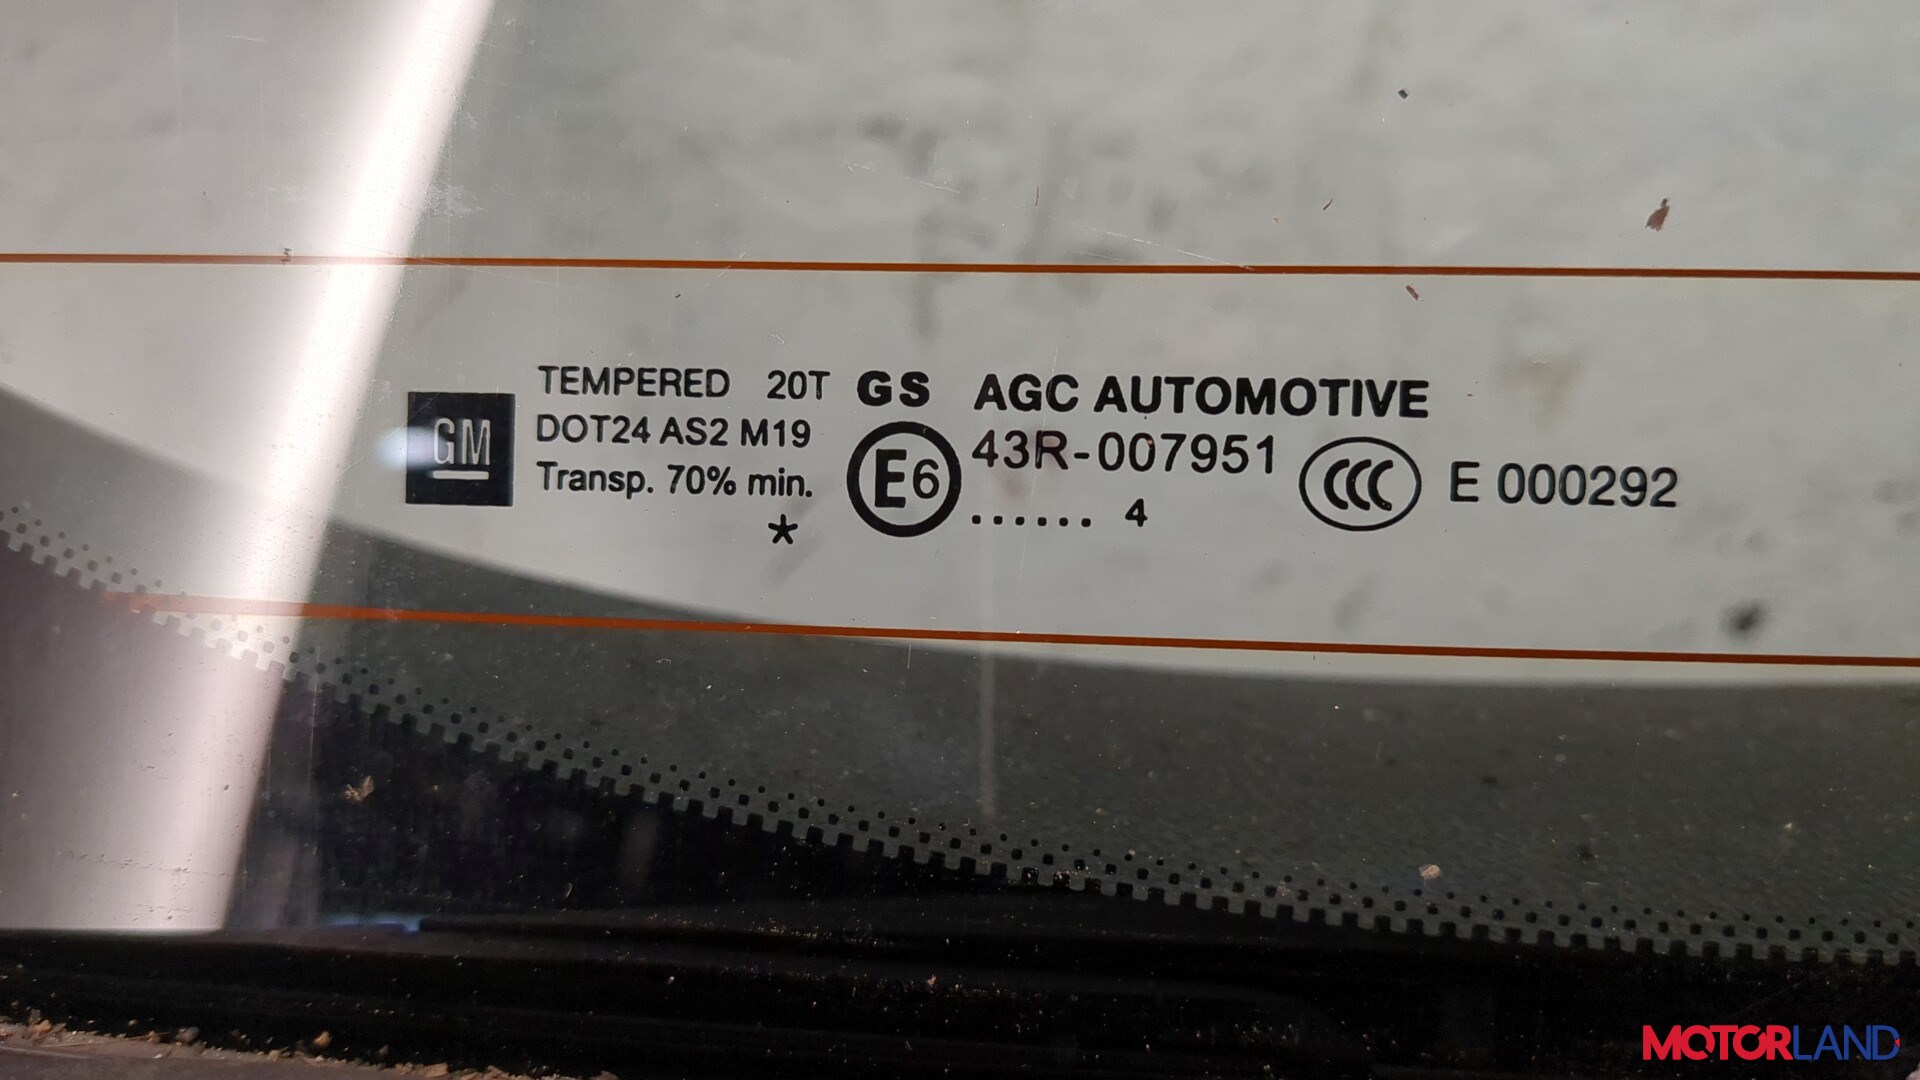 GM
TEMPERED 20T GS AGC AUTOMOTIVE
DOT24 AS2 M19
Transp. 70% min.
*
E6
43R-007951
...... 4
CCC E 000292
MOTORLAND